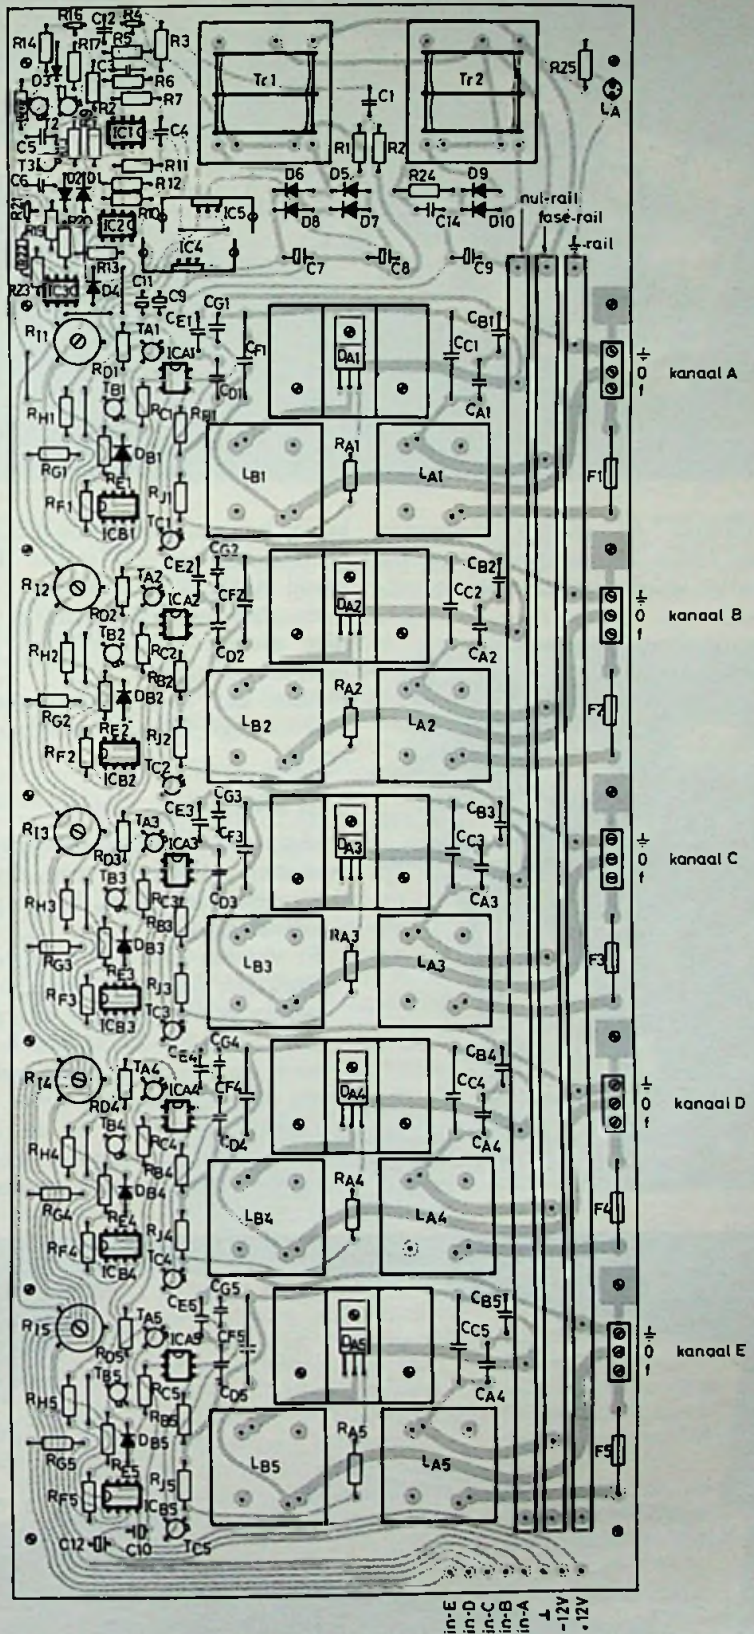 R16 R4
C12
R14 R17 R5 R3
D3 C3 R6
R2 R7
IC1 C4
C5
T3 R11
C6 D2 D1 R12
R21 R20 R10
R19 IC2
R22 R13
R23 IC3 D4
C11 C9
IC5
IC4
Tr1 Tr2
C1
R1 R2
R25
LA
D6 D5 R24 D9
D8 D7 C14 D10
C7 C8 C9
nul-rail
fase-rail
⏚-rail
RI1 TA1 CE1 CG1 CF1 DA1 CC1 CB1
RD1 ICA1 CD1 CA1
⏚
0 kanaal A
f
RH1 TB1 RC1 RB1
RG1 RE1 DB1 LB1 RA1 LA1 F1
RF1 ICB1 RJ1 TC1
RI2 TA2 CE2 CG2 CF2 DA2 CC2 CB2
RD2 ICA2 CD2 CA2
⏚
0 kanaal B
f
RH2 TB2 RC2 RB2
RG2 RE2 DB2 LB2 RA2 LA2 F2
RF2 ICB2 RJ2 TC2
RI3 TA3 CE3 CG3 CF3 DA3 CC3 CB3
RD3 ICA3 CD3 CA3
⏚
0 kanaal C
f
RH3 TB3 RC3 RB3
RG3 RE3 DB3 LB3 RA3 LA3 F3
RF3 ICB3 RJ3 TC3
RI4 TA4 CE4 CG4 CF4 DA4 CC4 CB4
RD4 ICA4 CD4 CA4
⏚
0 kanaal D
f
RH4 TB4 RC4 RB4
RG4 RE4 DB4 LB4 RA4 LA4 F4
RF4 ICB4 RJ4 TC4
RI5 TA5 CE5 CG5 CF5 DA5 CC5 CB5
RD5 ICA5 CD5 CA4
⏚
0 kanaal E
f
RH5 TB5 RC5 RB5
RG5 RE5 DB5 LB5 RA5 LA5 F5
RF5 ICB5 RJ5 TC5
C12 C10
in-E
in-D
in-C
in-B
in-A
⊥
-12V
+12V